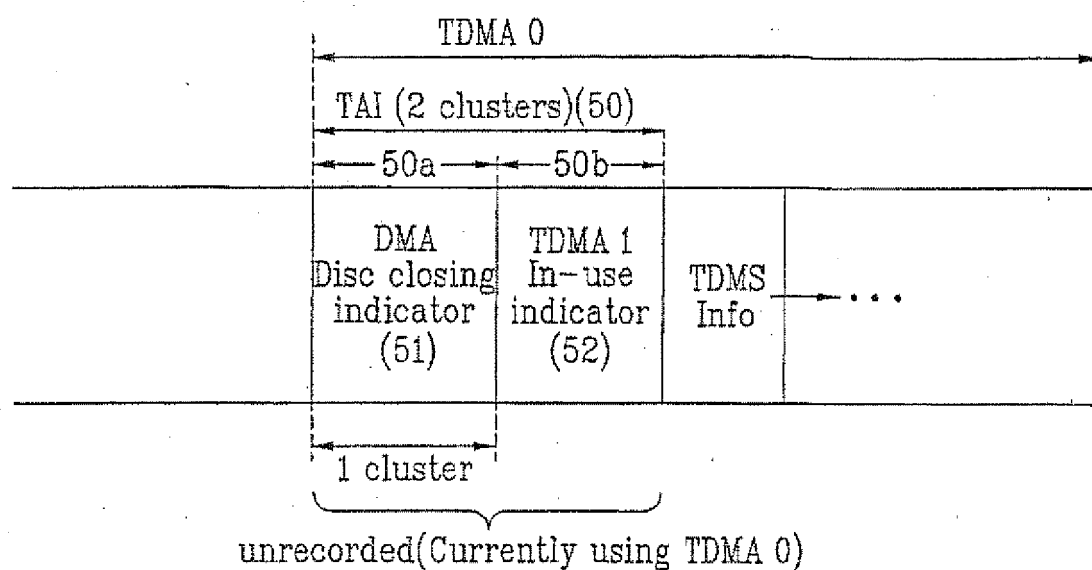 TDMA 0
TAI (2 clusters)(50)
50a
50b
DMA
Disc closing
indicator
(51)
TDMA 1
In-use
indicator
(52)
TDMS
Info
• • •
1 cluster
unrecorded(Currently using TDMA 0)